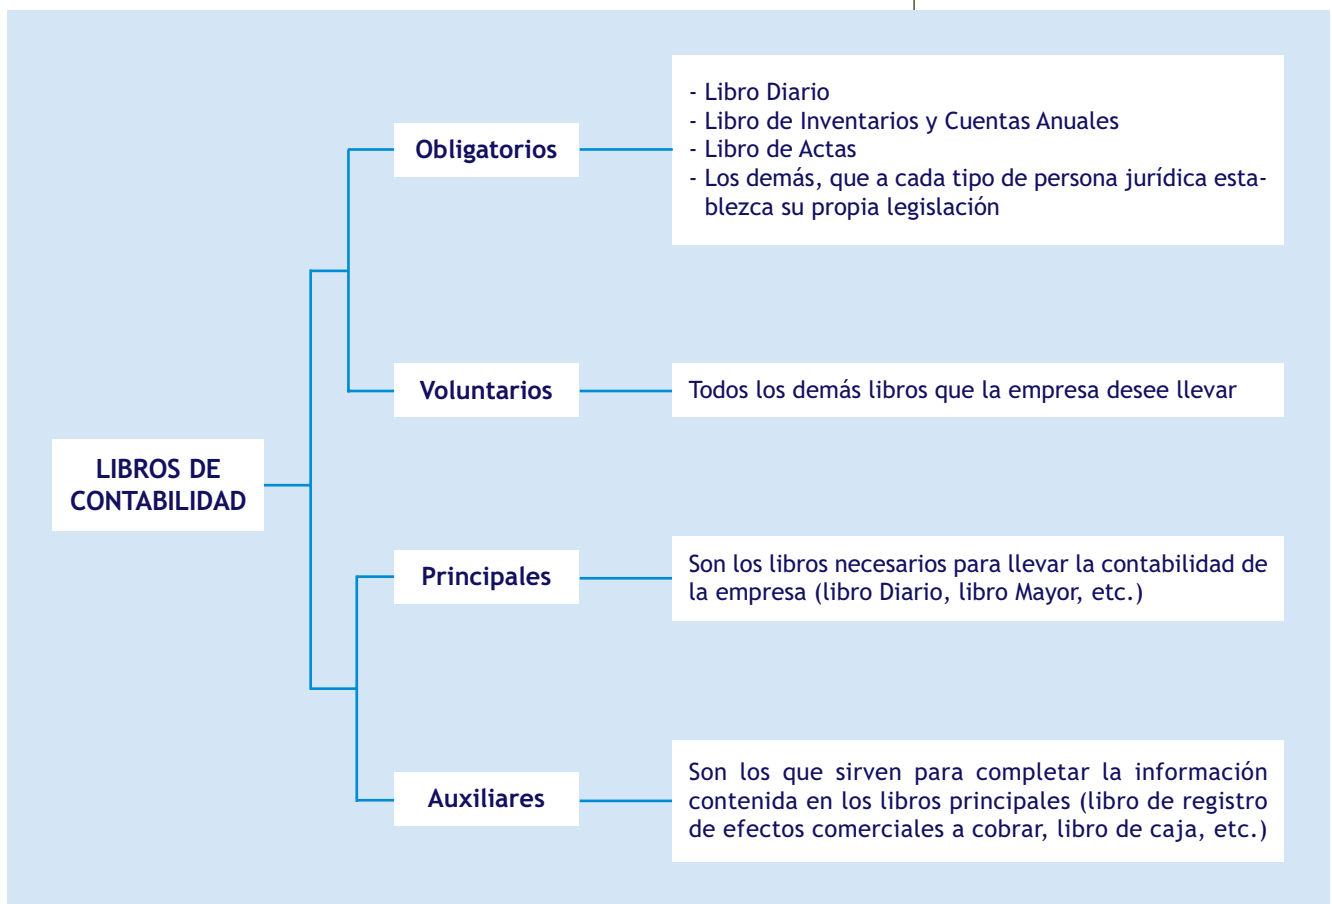 - Libro Diario
- Libro de Inventarios y Cuentas Anuales
- Libro de Actas
- Los demás, que a cada tipo de persona jurídica esta-
blezca su propia legislación
Obligatorios
Voluntarios
Todos los demás libros que la empresa desee llevar
LIBROS DE
CONTABILIDAD
Principales
Son los libros necesarios para llevar la contabilidad de
la empresa (libro Diario, libro Mayor, etc.)
Auxiliares
Son los que sirven para completar la información
contenida en los libros principales (libro de registro
de efectos comerciales a cobrar, libro de caja, etc.)